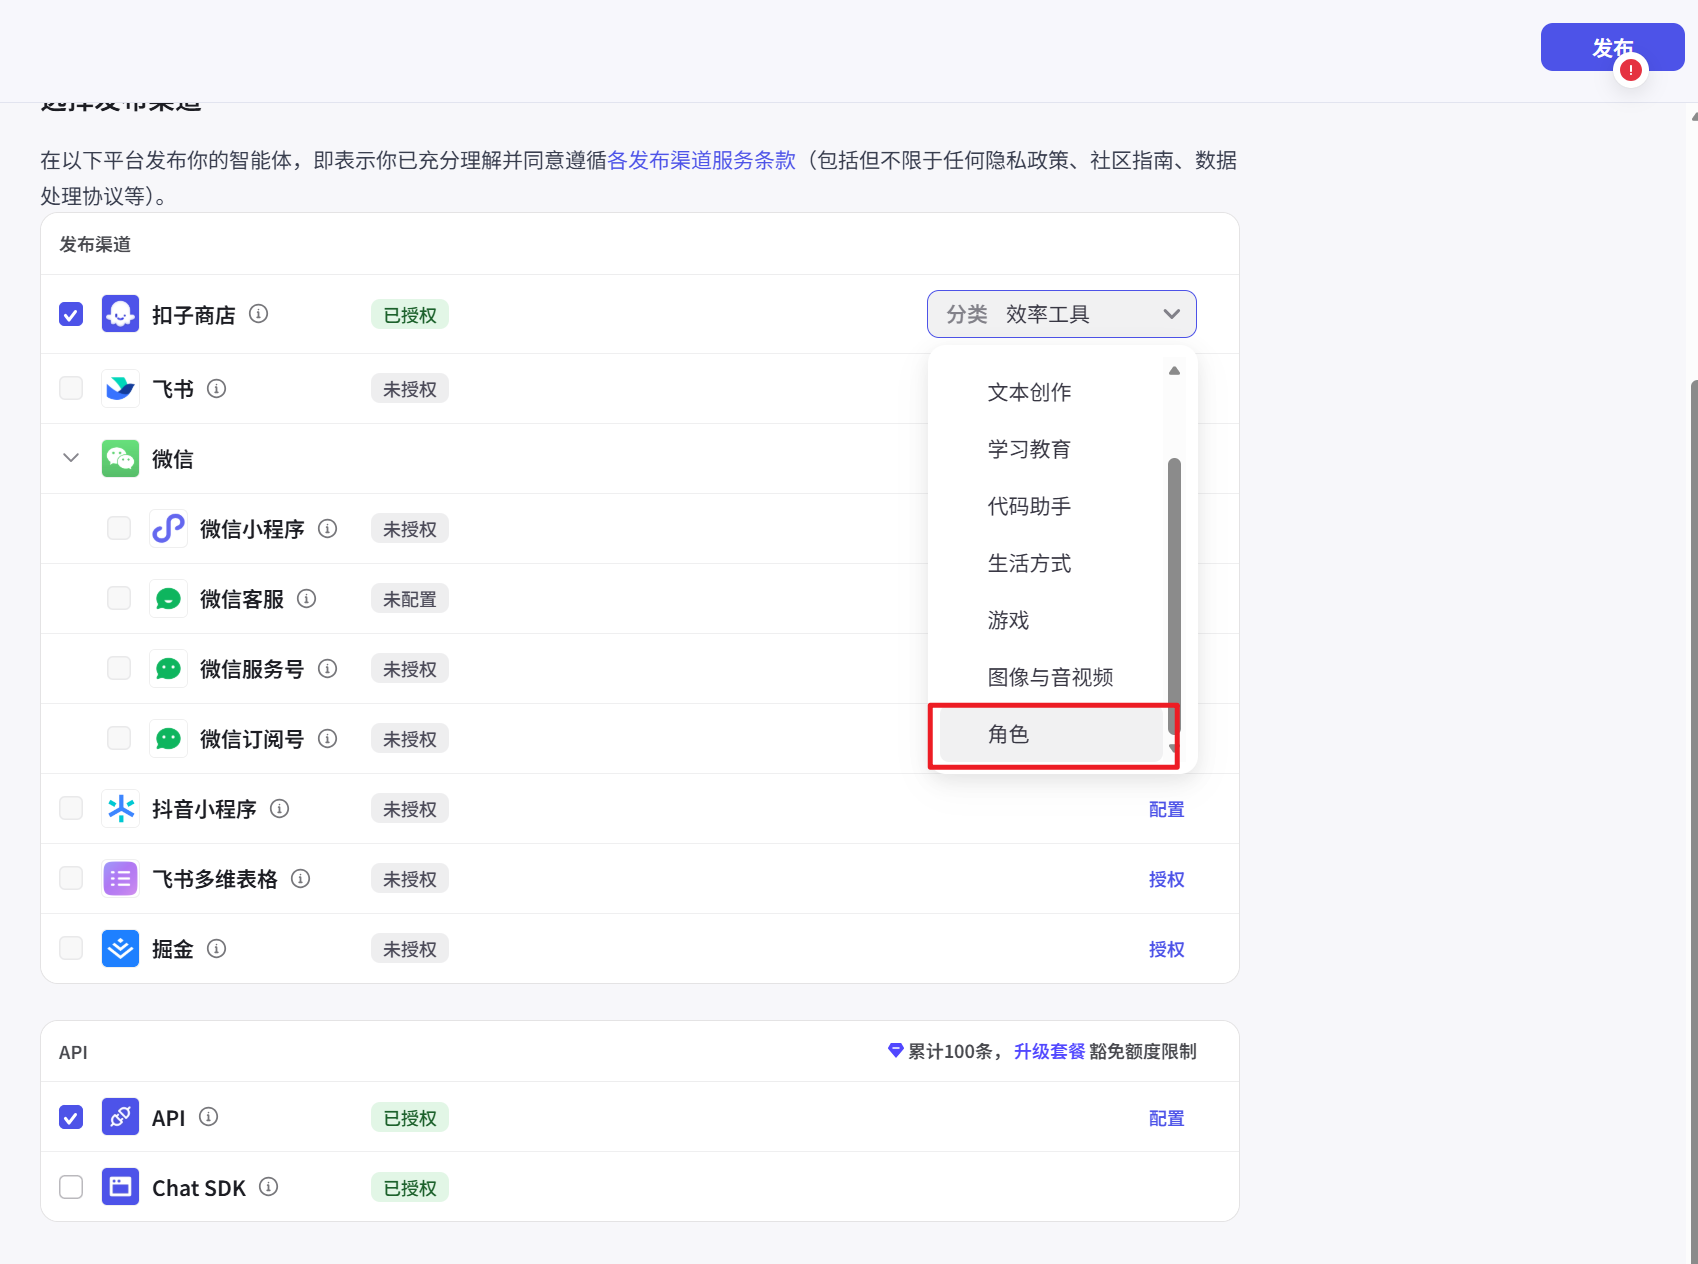 发布
选择发布渠道
在以下平台发布你的智能体，即表示你已充分理解并同意遵循各发布渠道服务条款（包括但不限于任何隐私政策、社区指南、数据
处理协议等）。
发布渠道
扣子商店 已授权 分类 效率工具
飞书 未授权
文本创作
学习教育
微信
代码助手
微信小程序 未授权
生活方式
微信客服 未配置
游戏
微信服务号 未授权
图像与音视频
微信订阅号 未授权
角色
抖音小程序 未授权 配置
飞书多维表格 未授权 授权
掘金 未授权 授权
API 累计100条，升级套餐 豁免额度限制
API 已授权 配置
Chat SDK 已授权